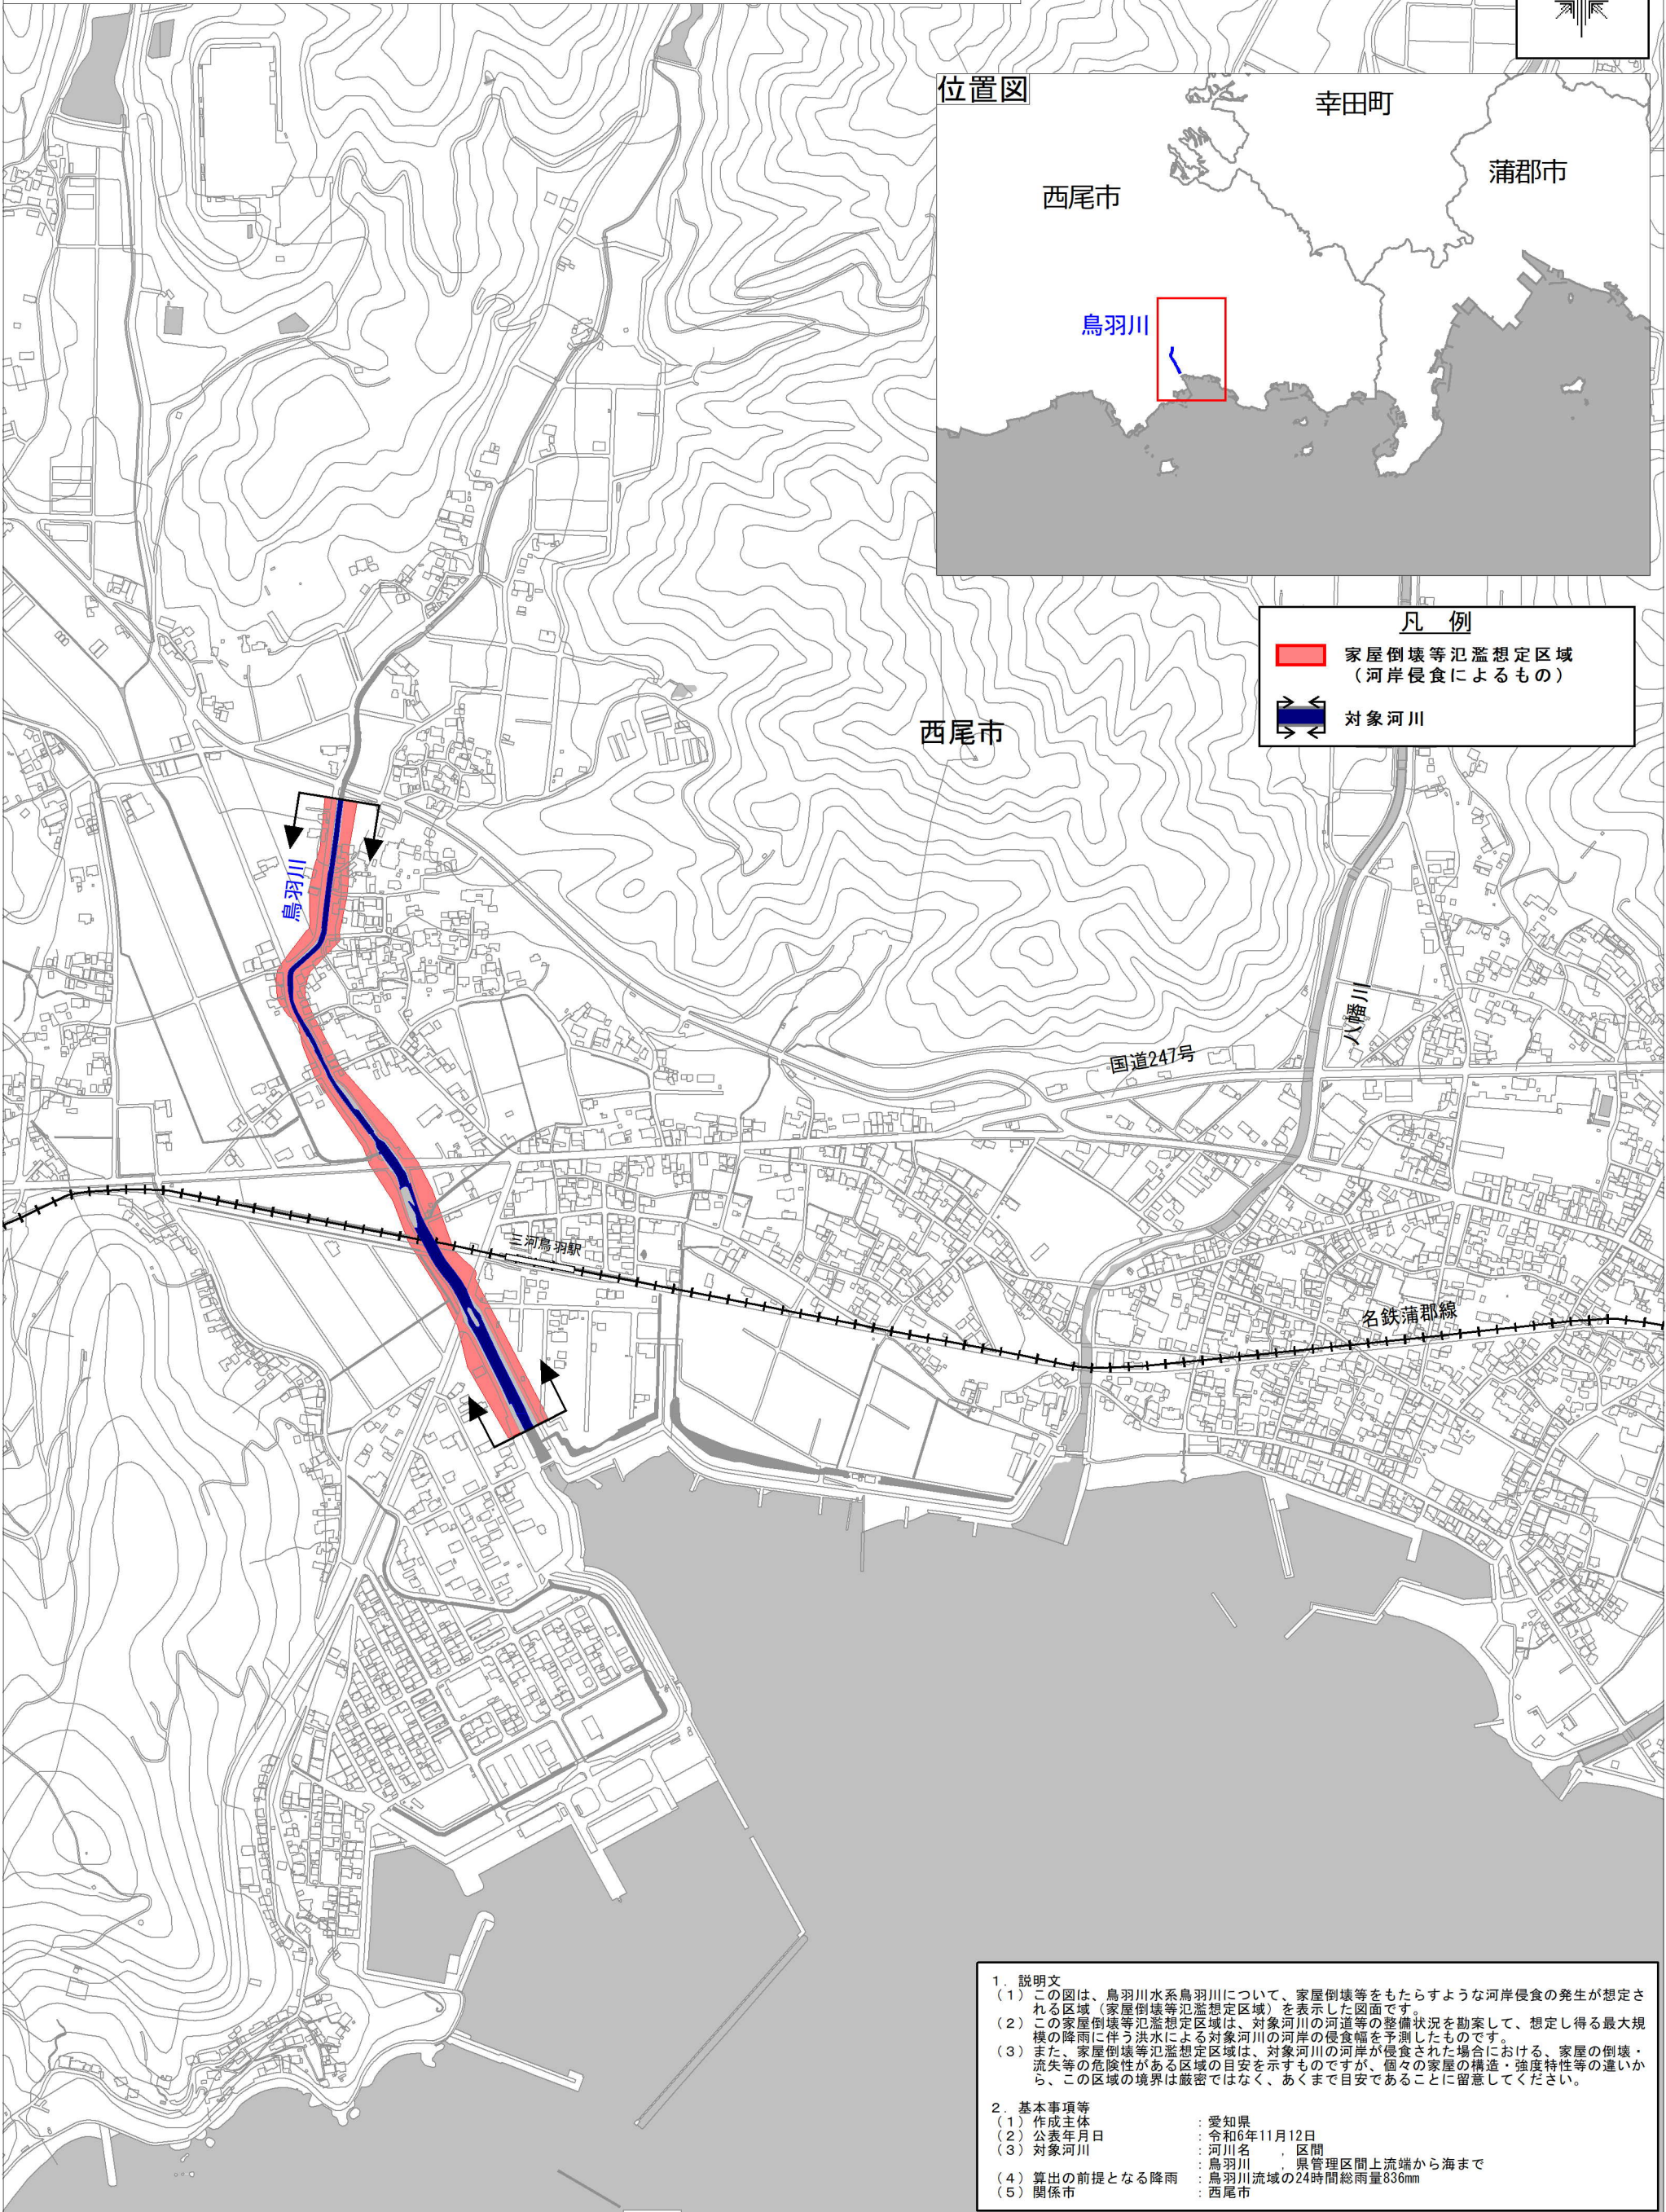 位置図
幸田町
蒲郡市
西尾市
鳥羽川
凡 例
家屋倒壊等氾濫想定区域
（河岸侵食によるもの）
対象河川
西尾市
鳥羽川
八幡川
国道247号
三河鳥羽駅
名鉄蒲郡線
1．説明文
（1）この図は、鳥羽川水系鳥羽川について、家屋倒壊等をもたらすような河岸侵食の発生が想定さ
れる区域（家屋倒壊等氾濫想定区域）を表示した図面です。
（2）この家屋倒壊等氾濫想定区域は、対象河川の河道等の整備状況を勘案して、想定し得る最大規
模の降雨に伴う洪水による対象河川の河岸の侵食幅を予測したものです。
（3）また、家屋倒壊等氾濫想定区域は、対象河川の河岸が侵食された場合における、家屋の倒壊・
流失等の危険性がある区域の目安を示すものですが、個々の家屋の構造・強度特性等の違いか
ら、この区域の境界は厳密ではなく、あくまで目安であることに留意してください。
2．基本事項等
（1）作成主体 ：愛知県
（2）公表年月日 ：令和6年11月12日
（3）対象河川 ：河川名 ，区間
：鳥羽川 ，県管理区間上流端から海まで
（4）算出の前提となる降雨 ：鳥羽川流域の24時間総雨量836mm
（5）関係市 ：西尾市